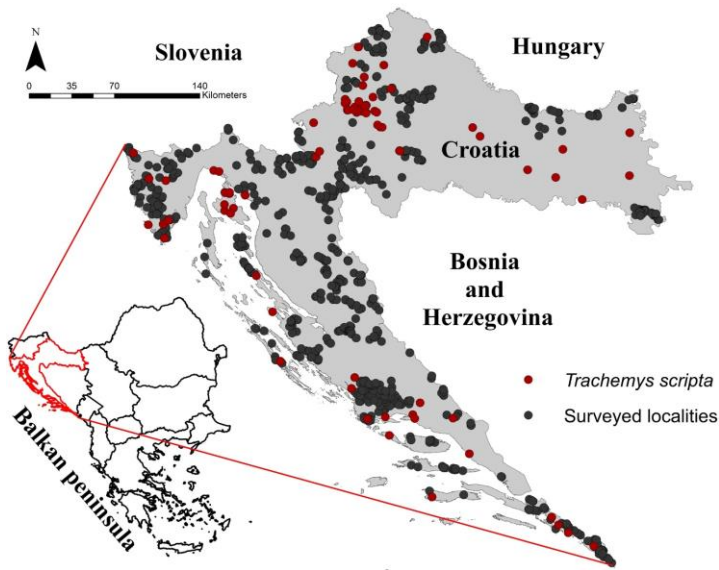 Slovenia
Hungary
N
0 35 70 140
Kilometers
Croatia
Bosnia
and
Herzegovina
Trachemys scripta
Surveyed localities
Balkan peninsula